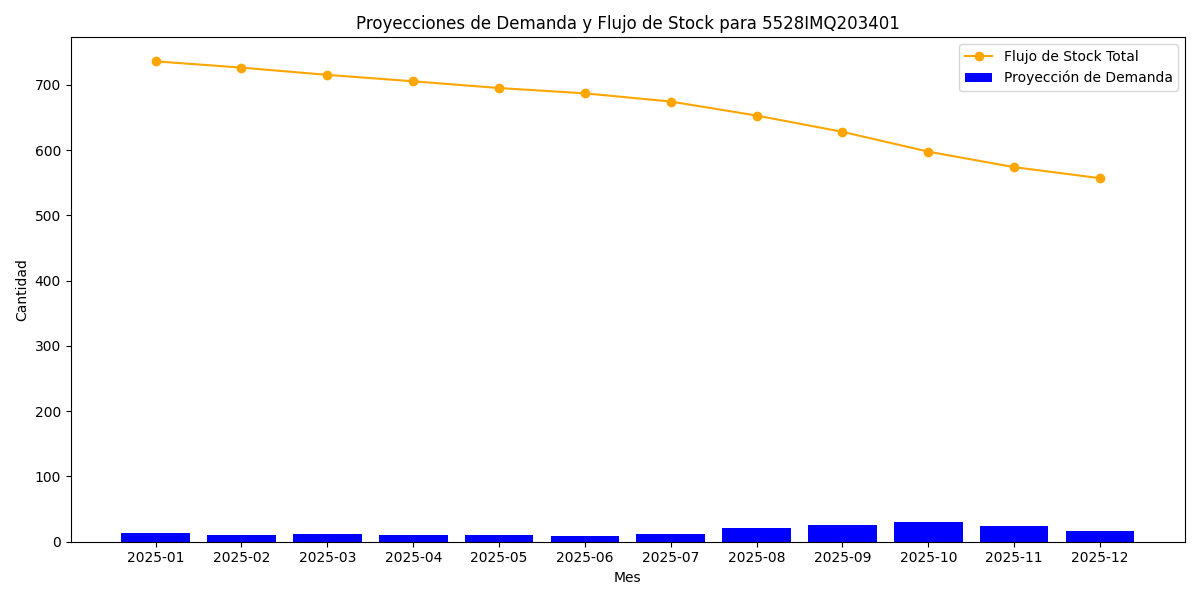 Proyecciones de Demanda y Flujo de Stock para 5528IMQ203401
Flujo de Stock Total
Proyección de Demanda
Cantidad
700
600
500
400
300
200
100
0
2025-01 2025-02 2025-03 2025-04 2025-05 2025-06 2025-07 2025-08 2025-09 2025-10 2025-11 2025-12
Mes